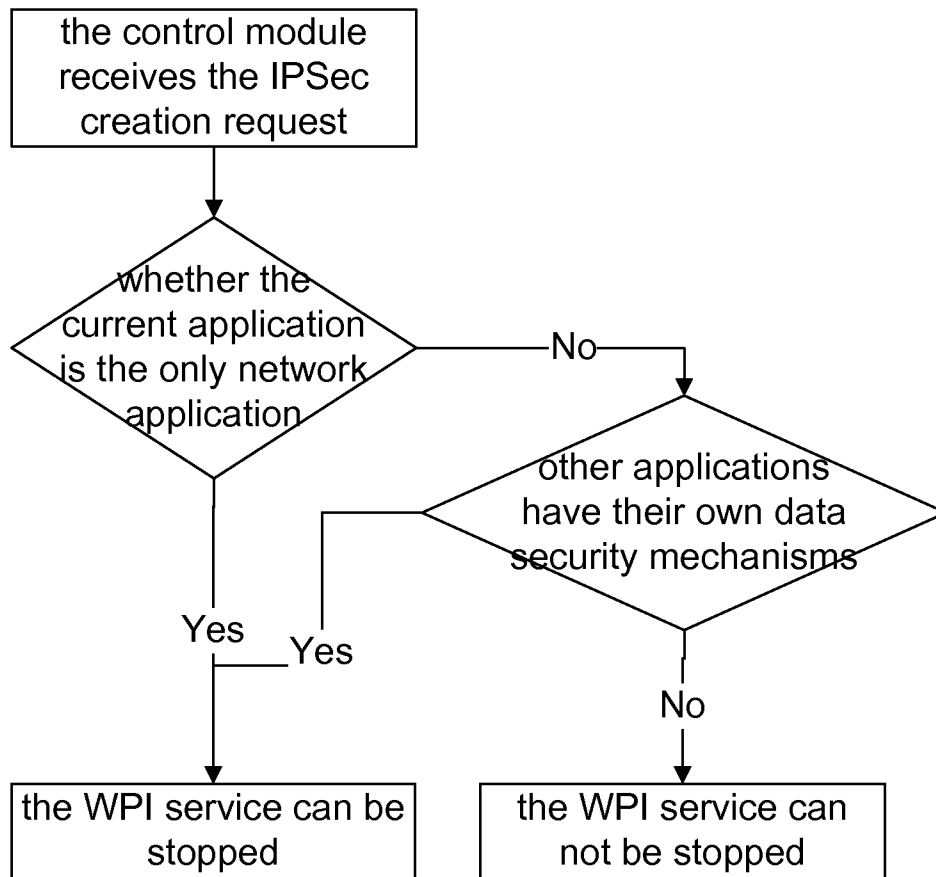 the control module
receives the IPSec
creation request
whether the
current application
is the only network
application
No
other applications
have their own data
security mechanisms
Yes
Yes
No
the WPI service can be
stopped
the WPI service can
not be stopped